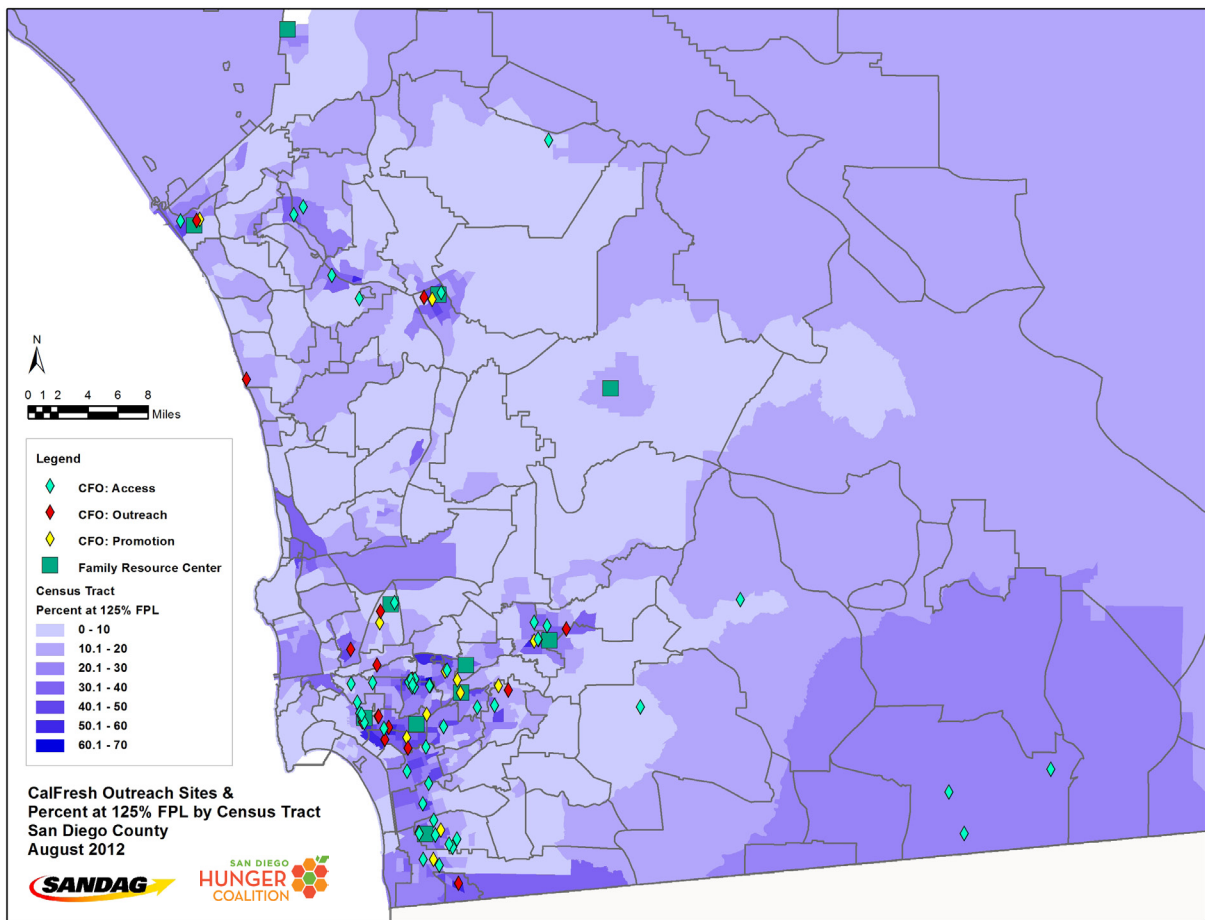 N
0 1 2 4 6 8
Miles
Legend
CFO: Access
CFO: Outreach
CFO: Promotion
Family Resource Center
Census Tract
Percent at 125% FPL
0 - 10
10.1 - 20
20.1 - 30
30.1 - 40
40.1 - 50
50.1 - 60
60.1 - 70
CalFresh Outreach Sites &
Percent at 125% FPL by Census Tract
San Diego County
August 2012
SANDAG
SAN DIEGO
HUNGER
COALITION